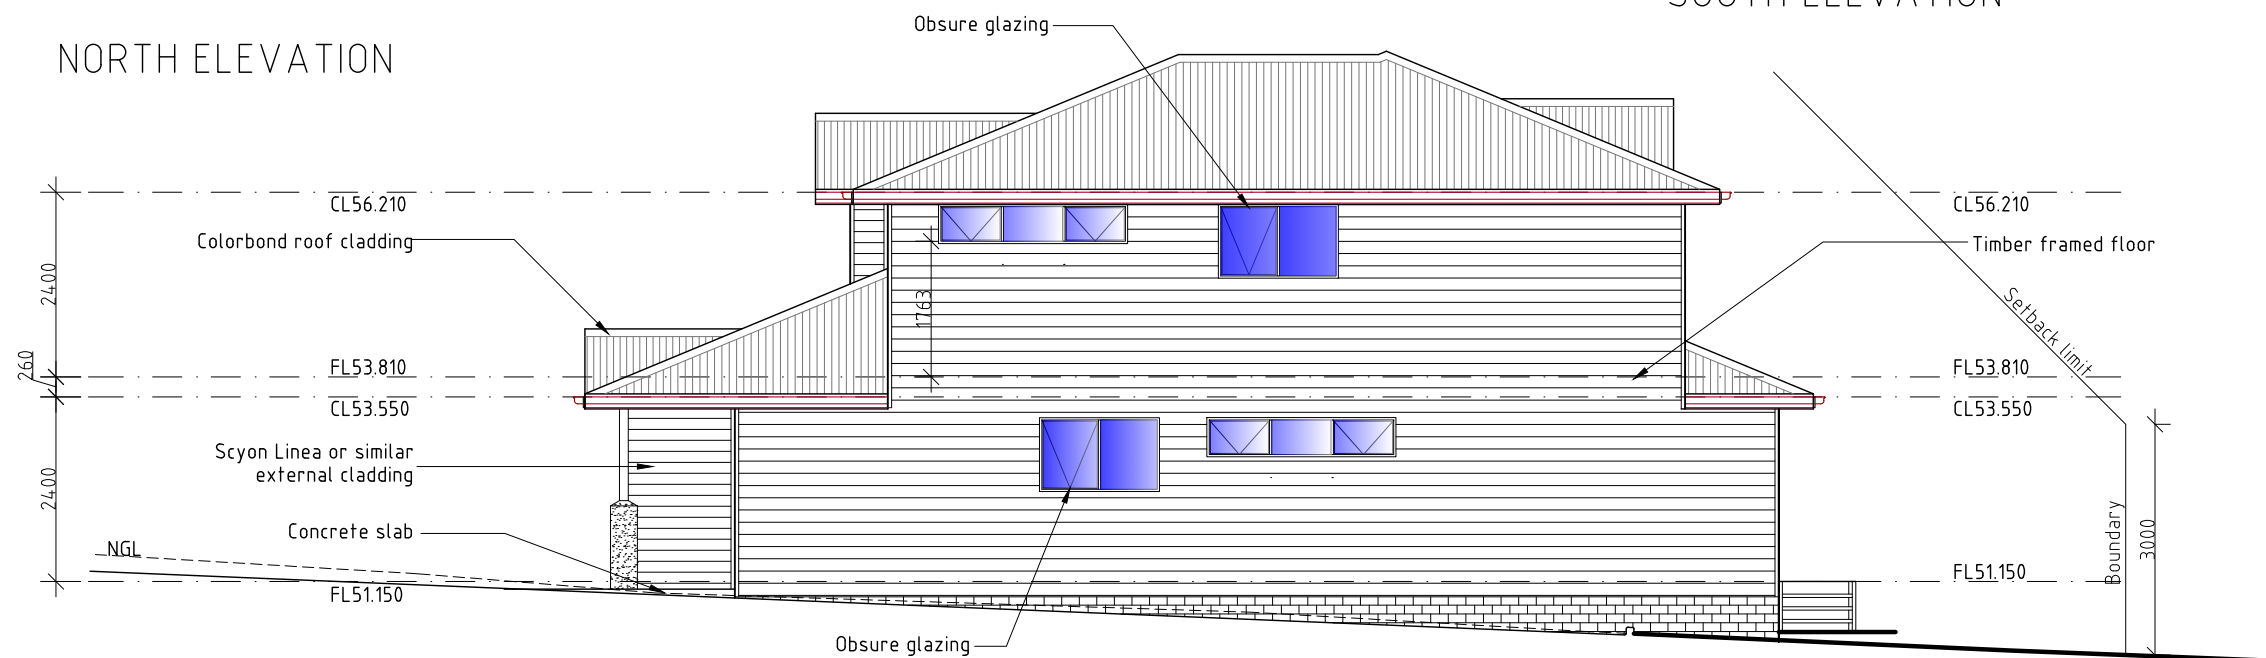 SOUTH ELEVATION
NORTH ELEVATION
Obsure glazing
CL56.210
CL56.210
Colorbond roof cladding
Timber framed floor
2400
1763
Setback limit
260
FL53.810
FL53.810
CL53.550
CL53.550
Scyon Linea or similar
external cladding
2400
Concrete slab
NGL
Boundary
3000
FL51.150
FL51.150
Obsure glazing